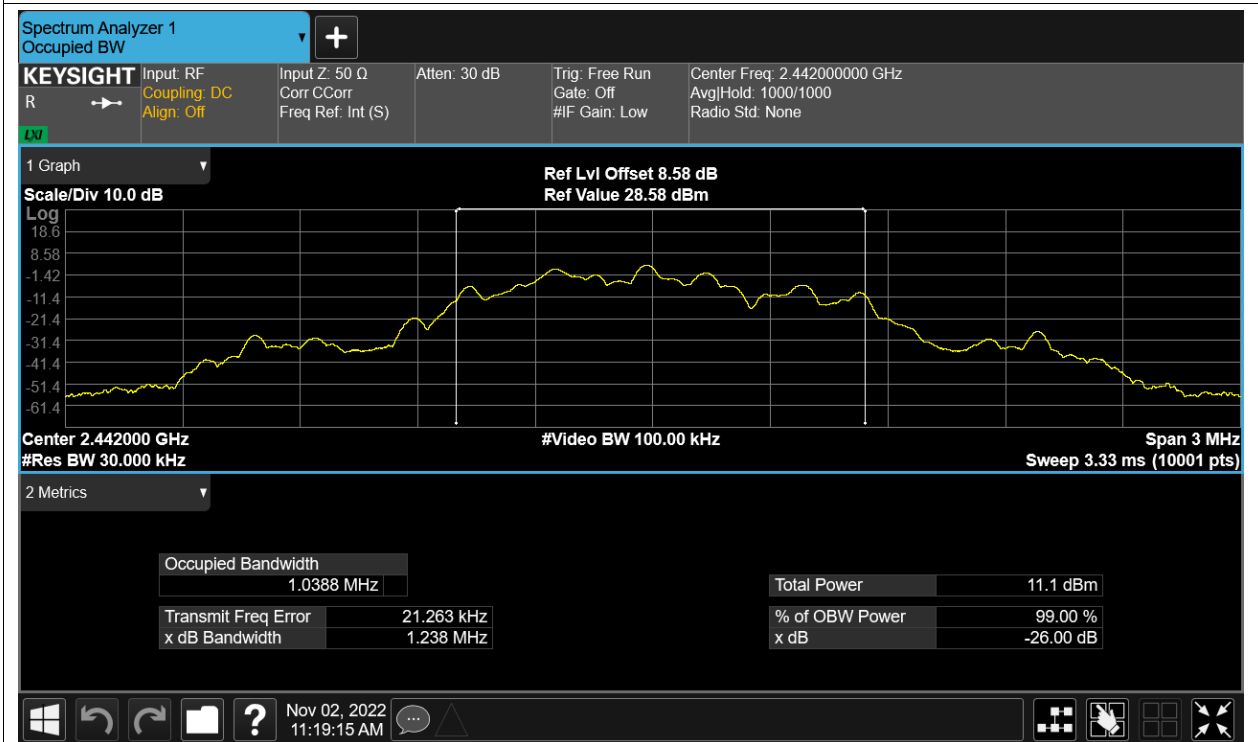 Spectrum Analyzer 1
Occupied BW
KEYSIGHT
R
LXI
Input: RF
Coupling: DC
Align: Off
Input Z: 50 Ω
Corr CCorr
Freq Ref: Int (S)
Atten: 30 dB
Trig: Free Run
Gate: Off
#IF Gain: Low
Center Freq: 2.442000000 GHz
Avg|Hold: 1000/1000
Radio Std: None
1 Graph
Scale/Div 10.0 dB
Ref Lvl Offset 8.58 dB
Ref Value 28.58 dBm
Log
18.6
8.58
-1.42
-11.4
-21.4
-31.4
-41.4
-51.4
-61.4
Center 2.442000 GHz
#Res BW 30.000 kHz
#Video BW 100.00 kHz
Span 3 MHz
Sweep 3.33 ms (10001 pts)
2 Metrics
Occupied Bandwidth
1.0388 MHz
Transmit Freq Error 21.263 kHz
x dB Bandwidth 1.238 MHz
Total Power 11.1 dBm
% of OBW Power 99.00 %
x dB -26.00 dB
?
Nov 02, 2022
11:19:15 AM